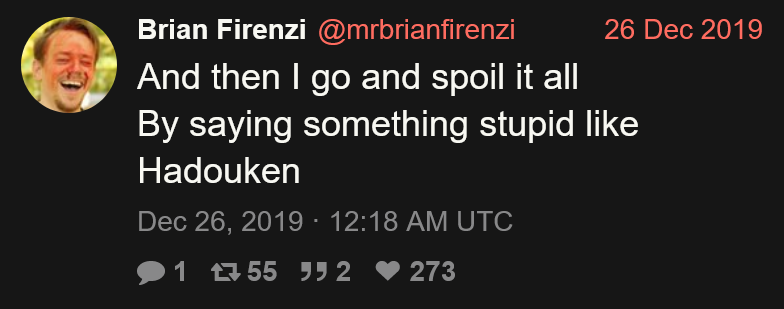 Brian Firenzi @mrbrianfirenzi 26 Dec 2019
And then I go and spoil it all
By saying something stupid like
Hadouken
Dec 26, 2019 · 12:18 AM UTC
1 55 2 273